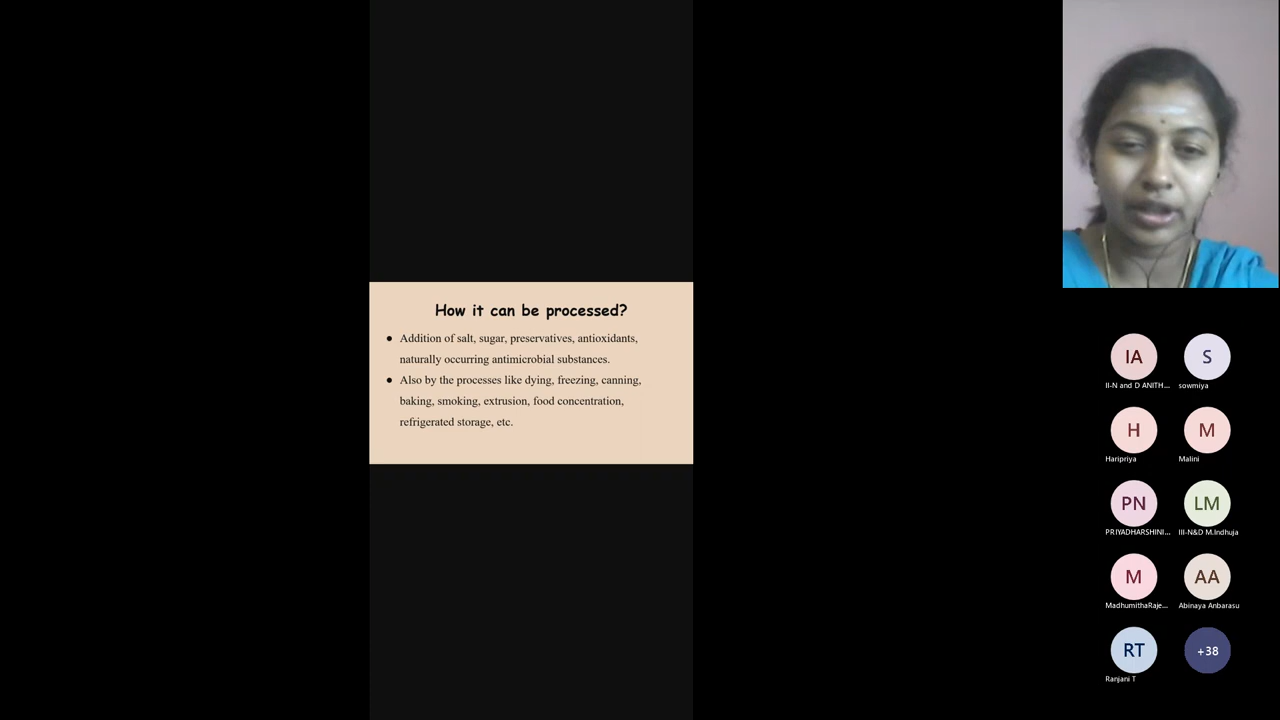 How it can be processed?
● Addition of salt, sugar, preservatives, antioxidants,
naturally occurring antimicrobial substances.
● Also by the processes like dying, freezing, canning,
baking, smoking, extrusion, food concentration,
refrigerated storage, etc.
IA
II-N and D ANITH...
S
sowmiya
H
Haripriya
M
Malini
PN
PRIYADHARSHINI...
LM
III-N&D M.Indhuja
M
MadhumithaRaje...
AA
Abinaya Anbarasu
RT
Ranjani T
+38